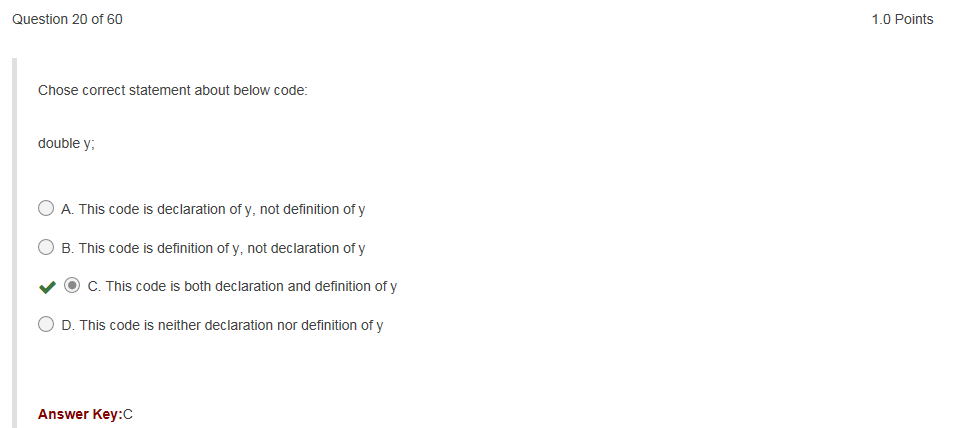 Question 20 of 60
1.0 Points
Chose correct statement about below code:
double y;
A. This code is declaration of y, not definition of y
B. This code is definition of y, not declaration of y
C. This code is both declaration and definition of y
D. This code is neither declaration nor definition of y
Answer Key:C